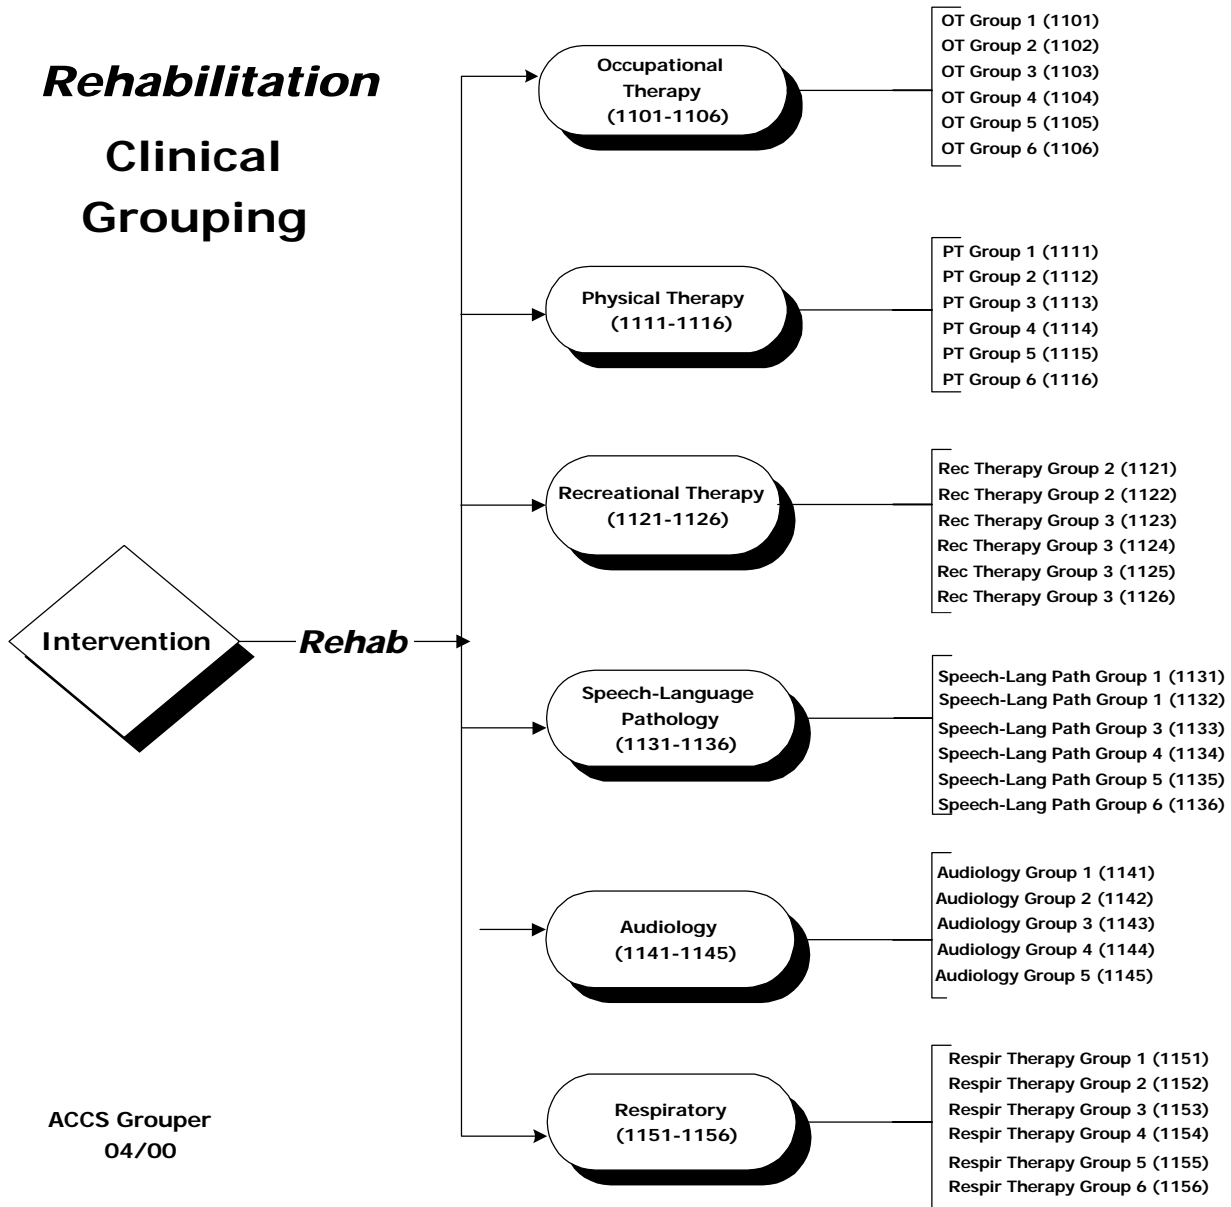 Rehabilitation
Clinical
Grouping
Occupational
Therapy
(1101-1106)
OT Group 1 (1101)
OT Group 2 (1102)
OT Group 3 (1103)
OT Group 4 (1104)
OT Group 5 (1105)
OT Group 6 (1106)
Physical Therapy
(1111-1116)
PT Group 1 (1111)
PT Group 2 (1112)
PT Group 3 (1113)
PT Group 4 (1114)
PT Group 5 (1115)
PT Group 6 (1116)
Recreational Therapy
(1121-1126)
Rec Therapy Group 2 (1121)
Rec Therapy Group 2 (1122)
Rec Therapy Group 3 (1123)
Rec Therapy Group 3 (1124)
Rec Therapy Group 3 (1125)
Rec Therapy Group 3 (1126)
Intervention
Rehab
Speech-Language
Pathology
(1131-1136)
Speech-Lang Path Group 1 (1131)
Speech-Lang Path Group 1 (1132)
Speech-Lang Path Group 3 (1133)
Speech-Lang Path Group 4 (1134)
Speech-Lang Path Group 5 (1135)
Speech-Lang Path Group 6 (1136)
Audiology
(1141-1145)
Audiology Group 1 (1141)
Audiology Group 2 (1142)
Audiology Group 3 (1143)
Audiology Group 4 (1144)
Audiology Group 5 (1145)
Respiratory
(1151-1156)
Respir Therapy Group 1 (1151)
Respir Therapy Group 2 (1152)
Respir Therapy Group 3 (1153)
Respir Therapy Group 4 (1154)
Respir Therapy Group 5 (1155)
Respir Therapy Group 6 (1156)
ACCS Grouper
04/00